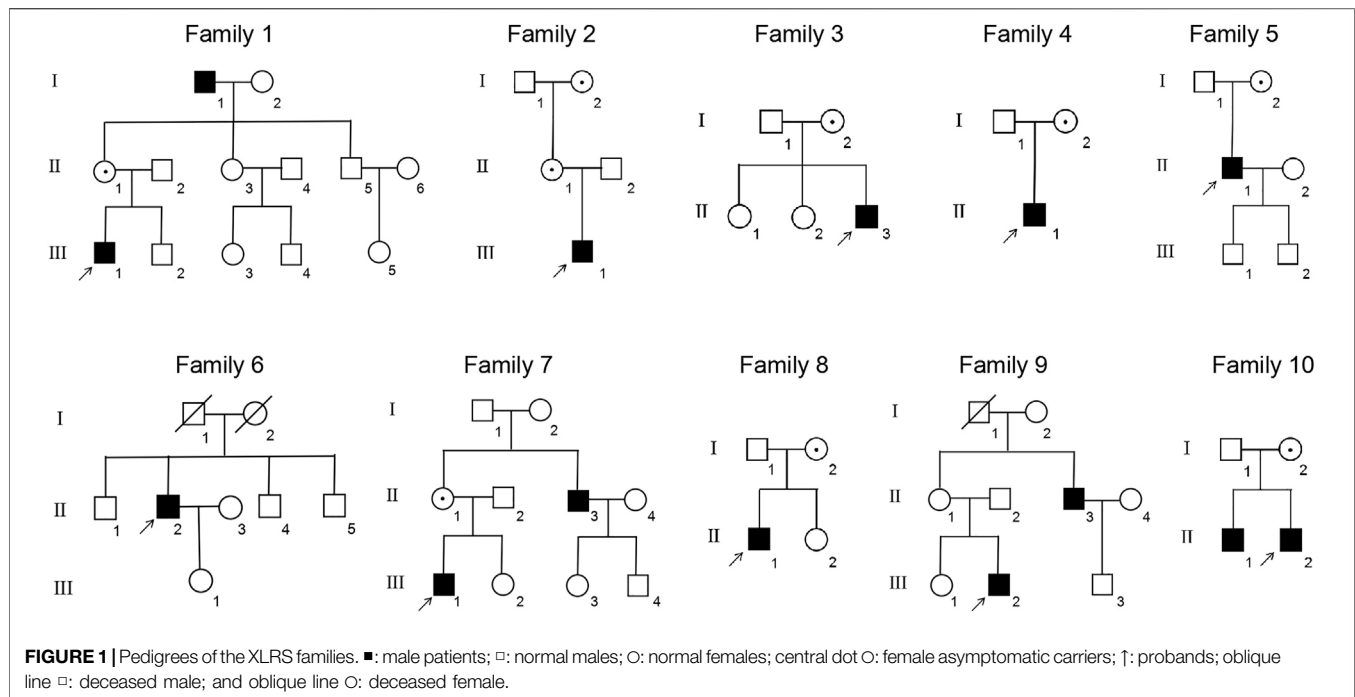 Family 1 Family 2 Family 3 Family 4 Family 5
I 1 2 I 1 2 I 1 2 I 1 2 I 1 2
II 1 2 3 4 5 6 II 1 2 II 1 2 3 II 1 II 1 2
III 1 2 3 4 5 III 1 III 1 2
Family 6 Family 7 Family 8 Family 9 Family 10
I 1 2 I 1 2 I 1 2 I 1 2 I 1 2
II 1 2 3 4 5 II 1 2 3 4 II 1 2 II 1 2 3 4 II 1 2
III 1 III 1 2 3 4 III 1 2 3
FIGURE 1 | Pedigrees of the XLRS families. ■: male patients; □: normal males; O: normal females; central dot O: female asymptomatic carriers; ↑: probands; oblique
line □: deceased male; and oblique line O: deceased female.